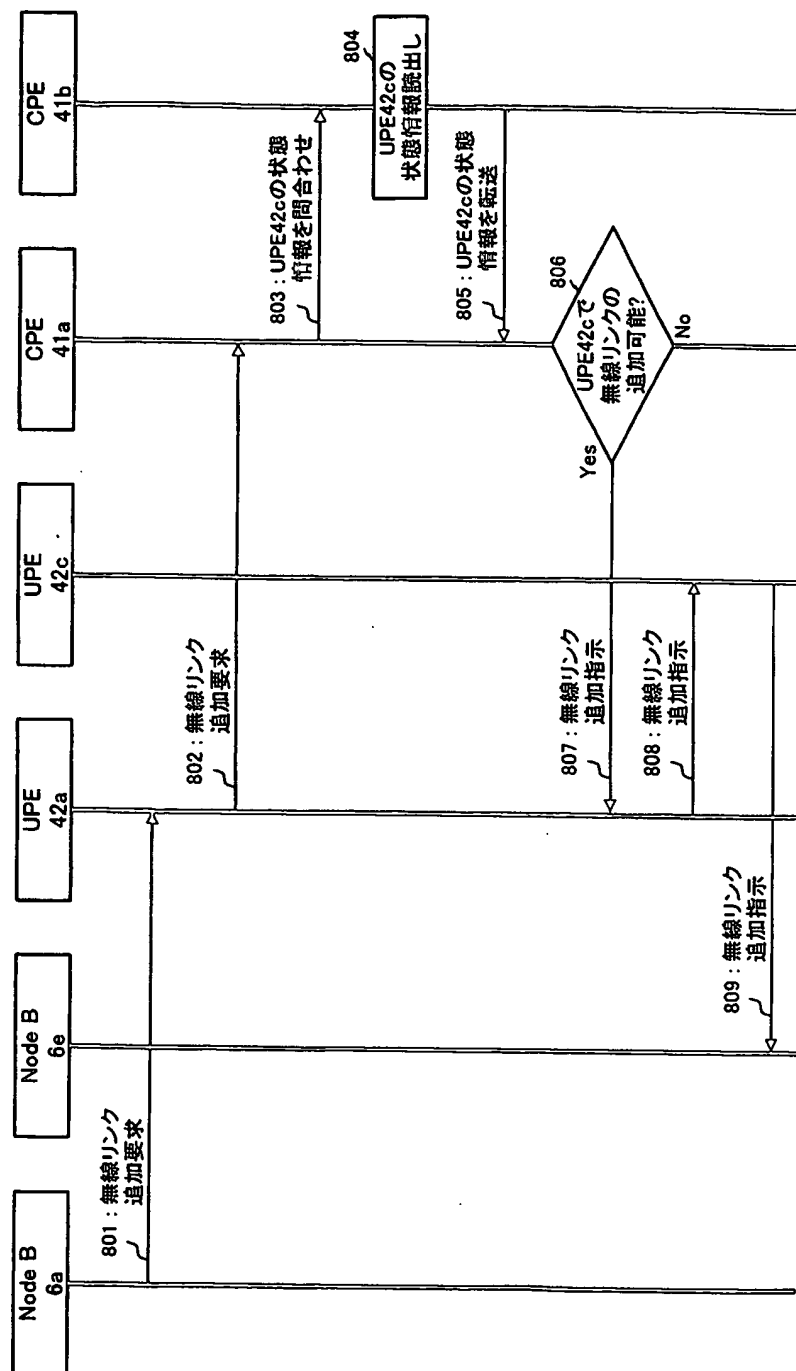 Node B
6a
Node B
6e
UPE
42a
UPE
42c
CPE
41a
CPE
41b
801：無線リンク
追加要求
802：無線リンク
追加要求
803：UPE42cの状態
情報を問合わせ
804
UPE42cの
状態情報読出し
805：UPE42cの状態
情報を転送
806
UPE42cで
無線リンクの
追加可能?
Yes
No
807：無線リンク
追加指示
808：無線リンク
追加指示
809：無線リンク
追加指示